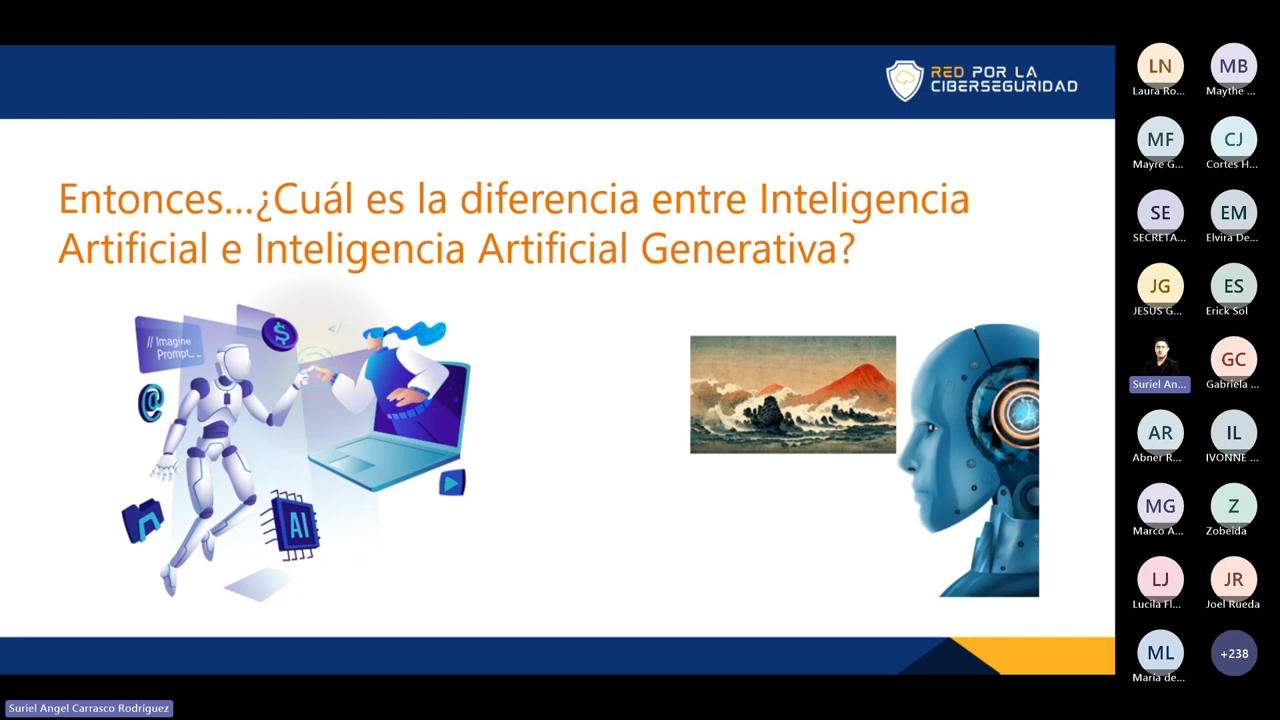 RED POR LA
CIBERSEGURIDAD
Entonces...¿Cuál es la diferencia entre Inteligencia
Artificial e Inteligencia Artificial Generativa?
// Imagine
Prompt_ _
</>
$
@
AI
LN
Laura Ro...
MB
Maythe ...
MF
Mayre G...
CJ
Cortes H...
SE
SECRETA...
EM
Elvira De...
JG
JESUS G...
ES
Erick Sol
Suriel An...
GC
Gabriela ...
AR
Abner R...
IL
IVONNE ...
MG
Marco A...
Z
Zobeida
LJ
Lucila Fl...
JR
Joel Rueda
ML
Maria de...
+238
Suriel Angel Carrasco Rodríguez